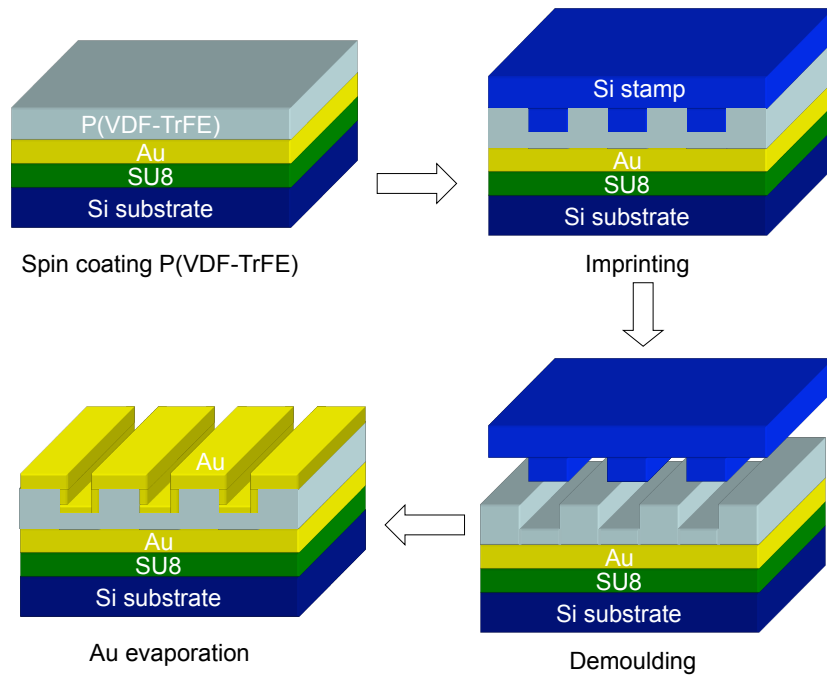 P(VDF-TrFE)
Au
SU8
Si substrate
Spin coating P(VDF-TrFE)
Si stamp
Au
SU8
Si substrate
Imprinting
Au
SU8
Si substrate
Demoulding
Au
Au
SU8
Si substrate
Au evaporation